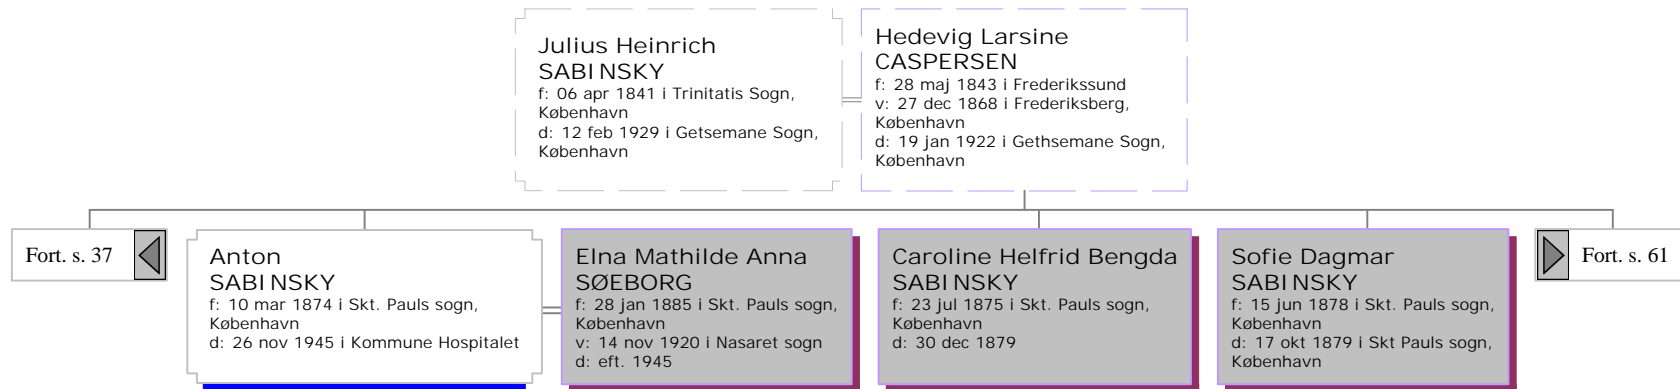 Julius Heinrich
SABINSKY
f: 06 apr 1841 i Trinitatis Sogn,
København
d: 12 feb 1929 i Getsemane Sogn,
København
Hedevig Larsine
CASPERSEN
f: 28 maj 1843 i Frederikssund
v: 27 dec 1868 i Frederiksberg,
København
d: 19 jan 1922 i Gethsemane Sogn,
København
Fort. s. 37
Anton
SABINSKY
f: 10 mar 1874 i Skt. Pauls sogn,
København
d: 26 nov 1945 i Kommune Hospitalet
Elna Mathilde Anna
SØEBORG
f: 28 jan 1885 i Skt. Pauls sogn,
København
v: 14 nov 1920 i Nasaret sogn
d: eft. 1945
Caroline Helfrid Bengda
SABINSKY
f: 23 jul 1875 i Skt. Pauls sogn,
København
d: 30 dec 1879
Sofie Dagmar
SABINSKY
f: 15 jun 1878 i Skt. Pauls sogn,
København
d: 17 okt 1879 i Skt Pauls sogn,
København
Fort. s. 61